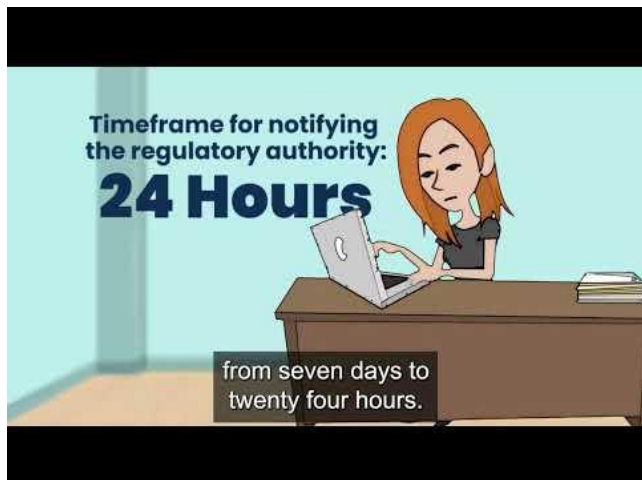 Timeframe for notifying
the regulatory authority:
24 Hours
from seven days to
twenty four hours.